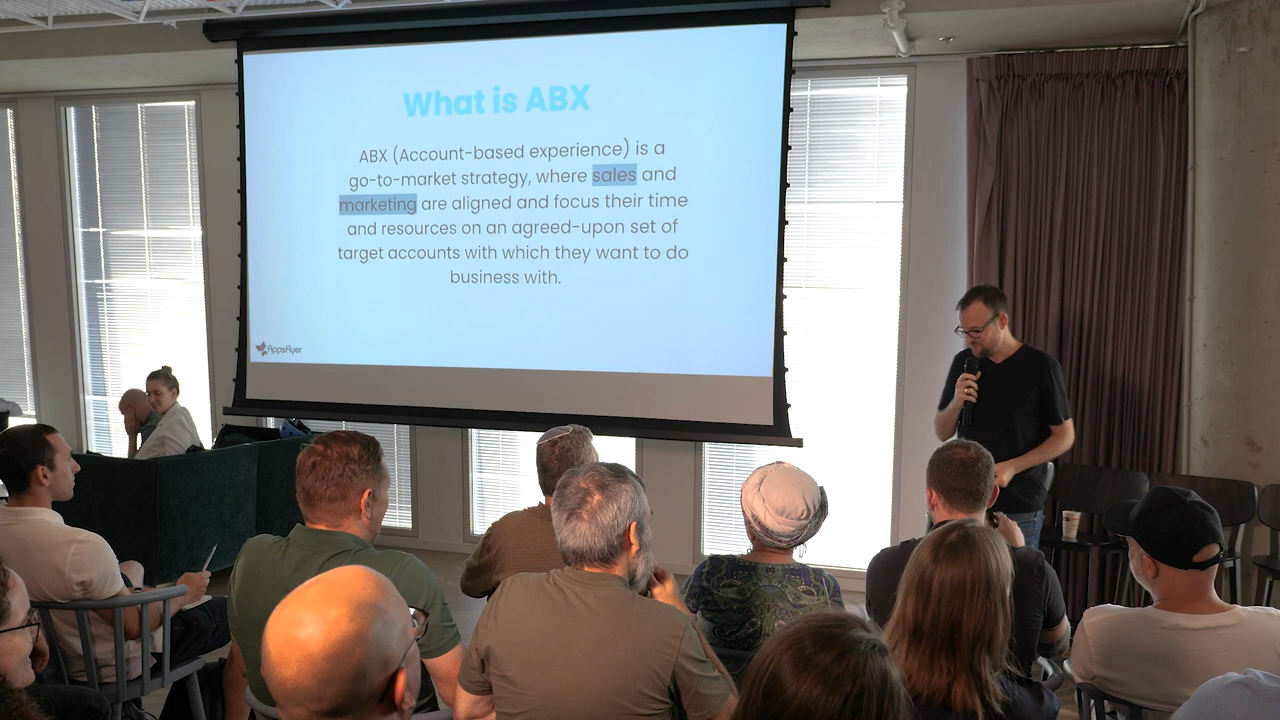 What is ABX
ABX (Account-based experience) is a
go-to-market strategy, where sales and
marketing are aligned and focus their time
and resources on an agreed-upon set of
target accounts with which they want to do
business with.
AppsFlyer